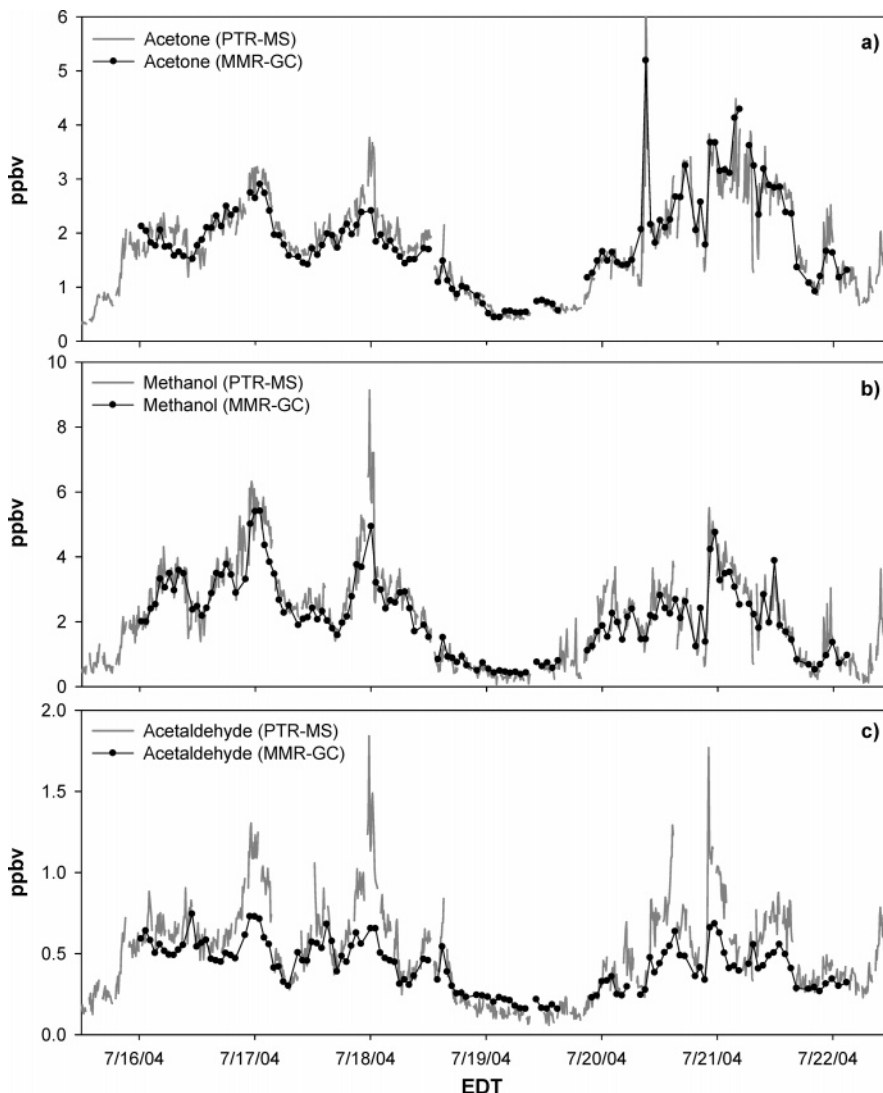 6
Acetone (PTR-MS)
a)
Acetone (MMR-GC)
5
4
ppbv
3
2
1
0
10
Methanol (PTR-MS)
b)
Methanol (MMR-GC)
8
6
ppbv
4
2
0
2.0
Acetaldehyde (PTR-MS)
c)
Acetaldehyde (MMR-GC)
1.5
ppbv
1.0
0.5
0.0
7/16/04 7/17/04 7/18/04 7/19/04 7/20/04 7/21/04 7/22/04
EDT